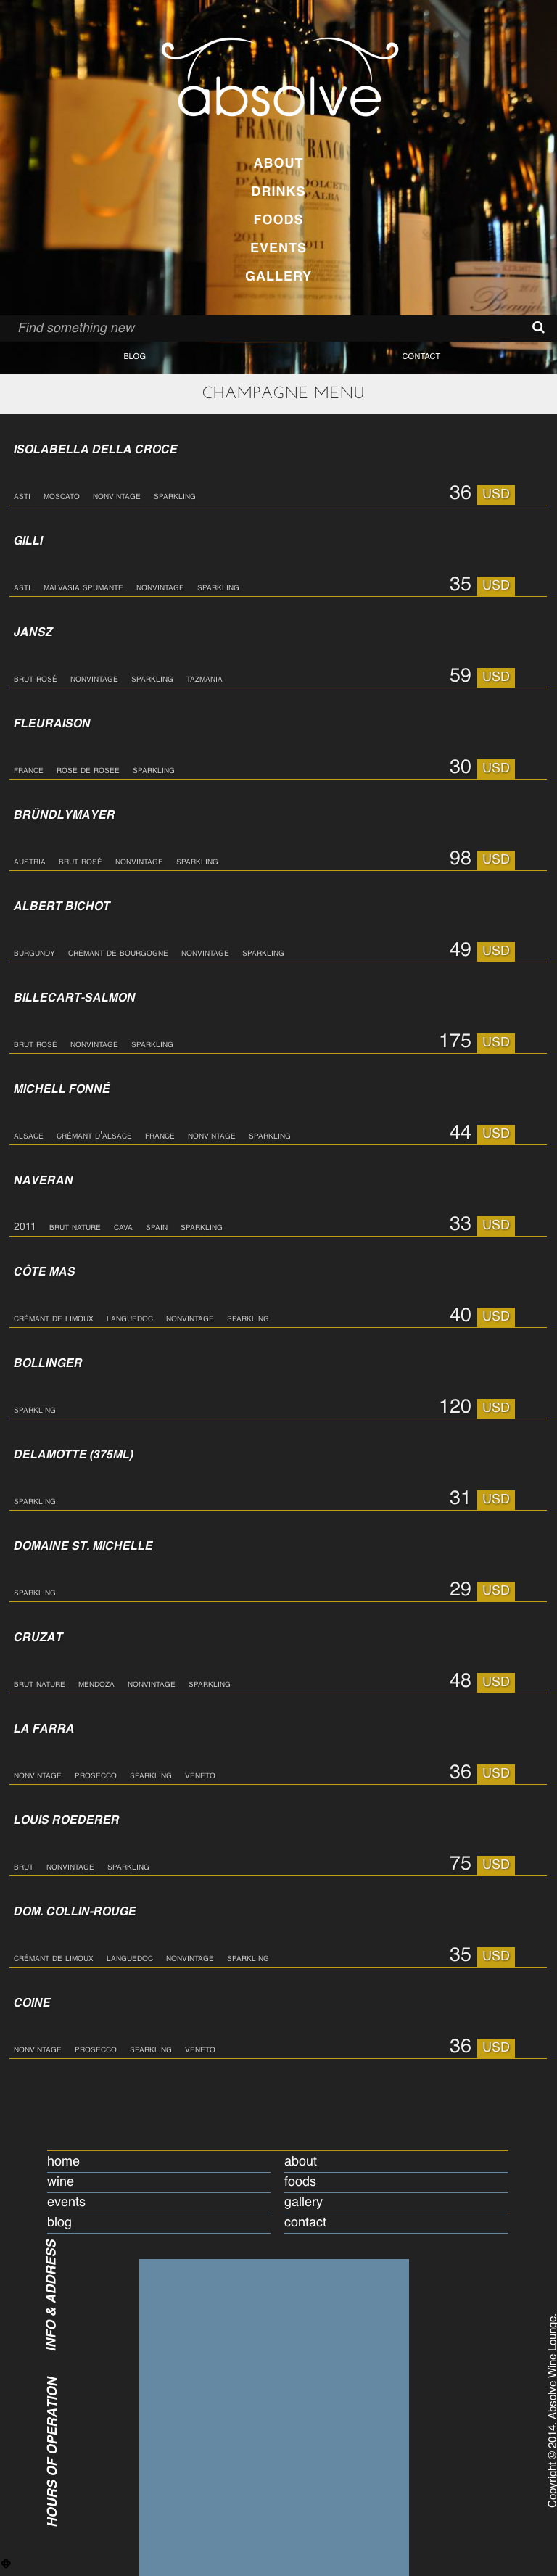 absolve
ABOUT
DRINKS
FOODS
EVENTS
GALLERY
Find something new
BLOG CONTACT
CHAMPAGNE MENU
ISOLABELLA DELLA CROCE
ASTI MOSCATO NONVINTAGE SPARKLING 36 USD
GILLI
ASTI MALVASIA SPUMANTE NONVINTAGE SPARKLING 35 USD
JANSZ
BRUT ROSÉ NONVINTAGE SPARKLING TAZMANIA 59 USD
FLEURAISON
FRANCE ROSÉ DE ROSÉE SPARKLING 30 USD
BRÜNDLYMAYER
AUSTRIA BRUT ROSÉ NONVINTAGE SPARKLING 98 USD
ALBERT BICHOT
BURGUNDY CRÉMANT DE BOURGOGNE NONVINTAGE SPARKLING 49 USD
BILLECART-SALMON
BRUT ROSÉ NONVINTAGE SPARKLING 175 USD
MICHELL FONNÉ
ALSACE CRÉMANT D'ALSACE FRANCE NONVINTAGE SPARKLING 44 USD
NAVERAN
2011 BRUT NATURE CAVA SPAIN SPARKLING 33 USD
CÔTE MAS
CRÉMANT DE LIMOUX LANGUEDOC NONVINTAGE SPARKLING 40 USD
BOLLINGER
SPARKLING 120 USD
DELAMOTTE (375ML)
SPARKLING 31 USD
DOMAINE ST. MICHELLE
SPARKLING 29 USD
CRUZAT
BRUT NATURE MENDOZA NONVINTAGE SPARKLING 48 USD
LA FARRA
NONVINTAGE PROSECCO SPARKLING VENETO 36 USD
LOUIS ROEDERER
BRUT NONVINTAGE SPARKLING 75 USD
DOM. COLLIN-ROUGE
CRÉMANT DE LIMOUX LANGUEDOC NONVINTAGE SPARKLING 35 USD
COINE
NONVINTAGE PROSECCO SPARKLING VENETO 36 USD
home about
wine foods
events gallery
blog contact
INFO & ADDRESS
HOURS OF OPERATION
Copyright © 2014. Absolve Wine Lounge.